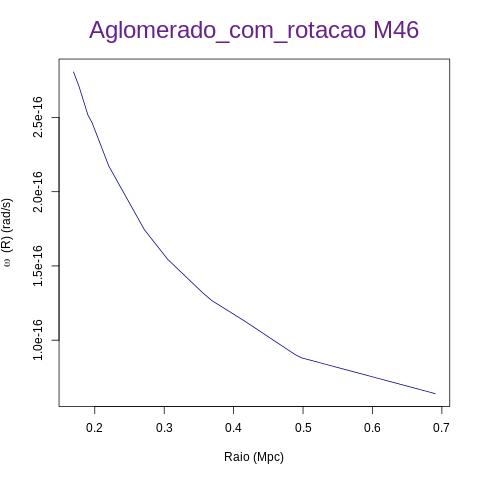 Aglomerado_com_rotacao M46
ω (R) (rad/s)
2.5e-16
2.0e-16
1.5e-16
1.0e-16
0.2 0.3 0.4 0.5 0.6 0.7
Raio (Mpc)